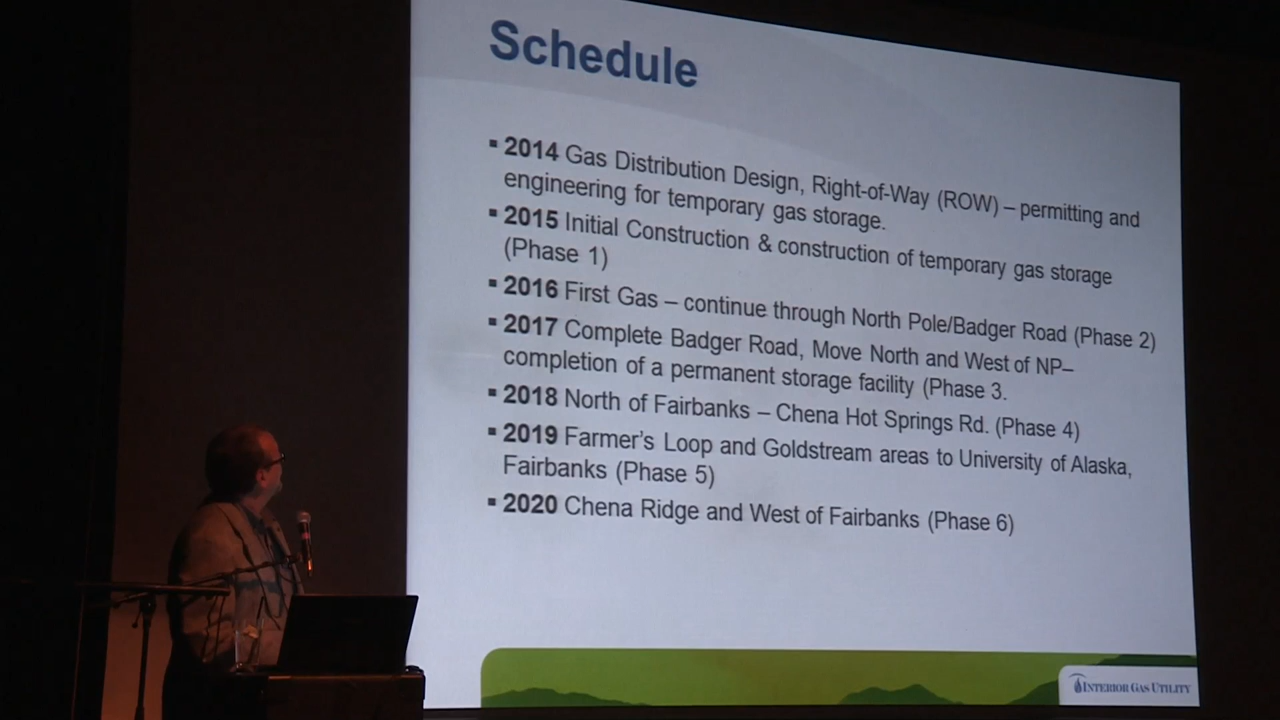 Schedule
▪ 2014 Gas Distribution Design, Right-of-Way (ROW) – permitting and
engineering for temporary gas storage.
▪ 2015 Initial Construction & construction of temporary gas storage
(Phase 1)
▪ 2016 First Gas – continue through North Pole/Badger Road (Phase 2)
▪ 2017 Complete Badger Road, Move North and West of NP–
completion of a permanent storage facility (Phase 3.
▪ 2018 North of Fairbanks – Chena Hot Springs Rd. (Phase 4)
▪ 2019 Farmer's Loop and Goldstream areas to University of Alaska,
Fairbanks (Phase 5)
▪ 2020 Chena Ridge and West of Fairbanks (Phase 6)
INTERIOR GAS UTILITY